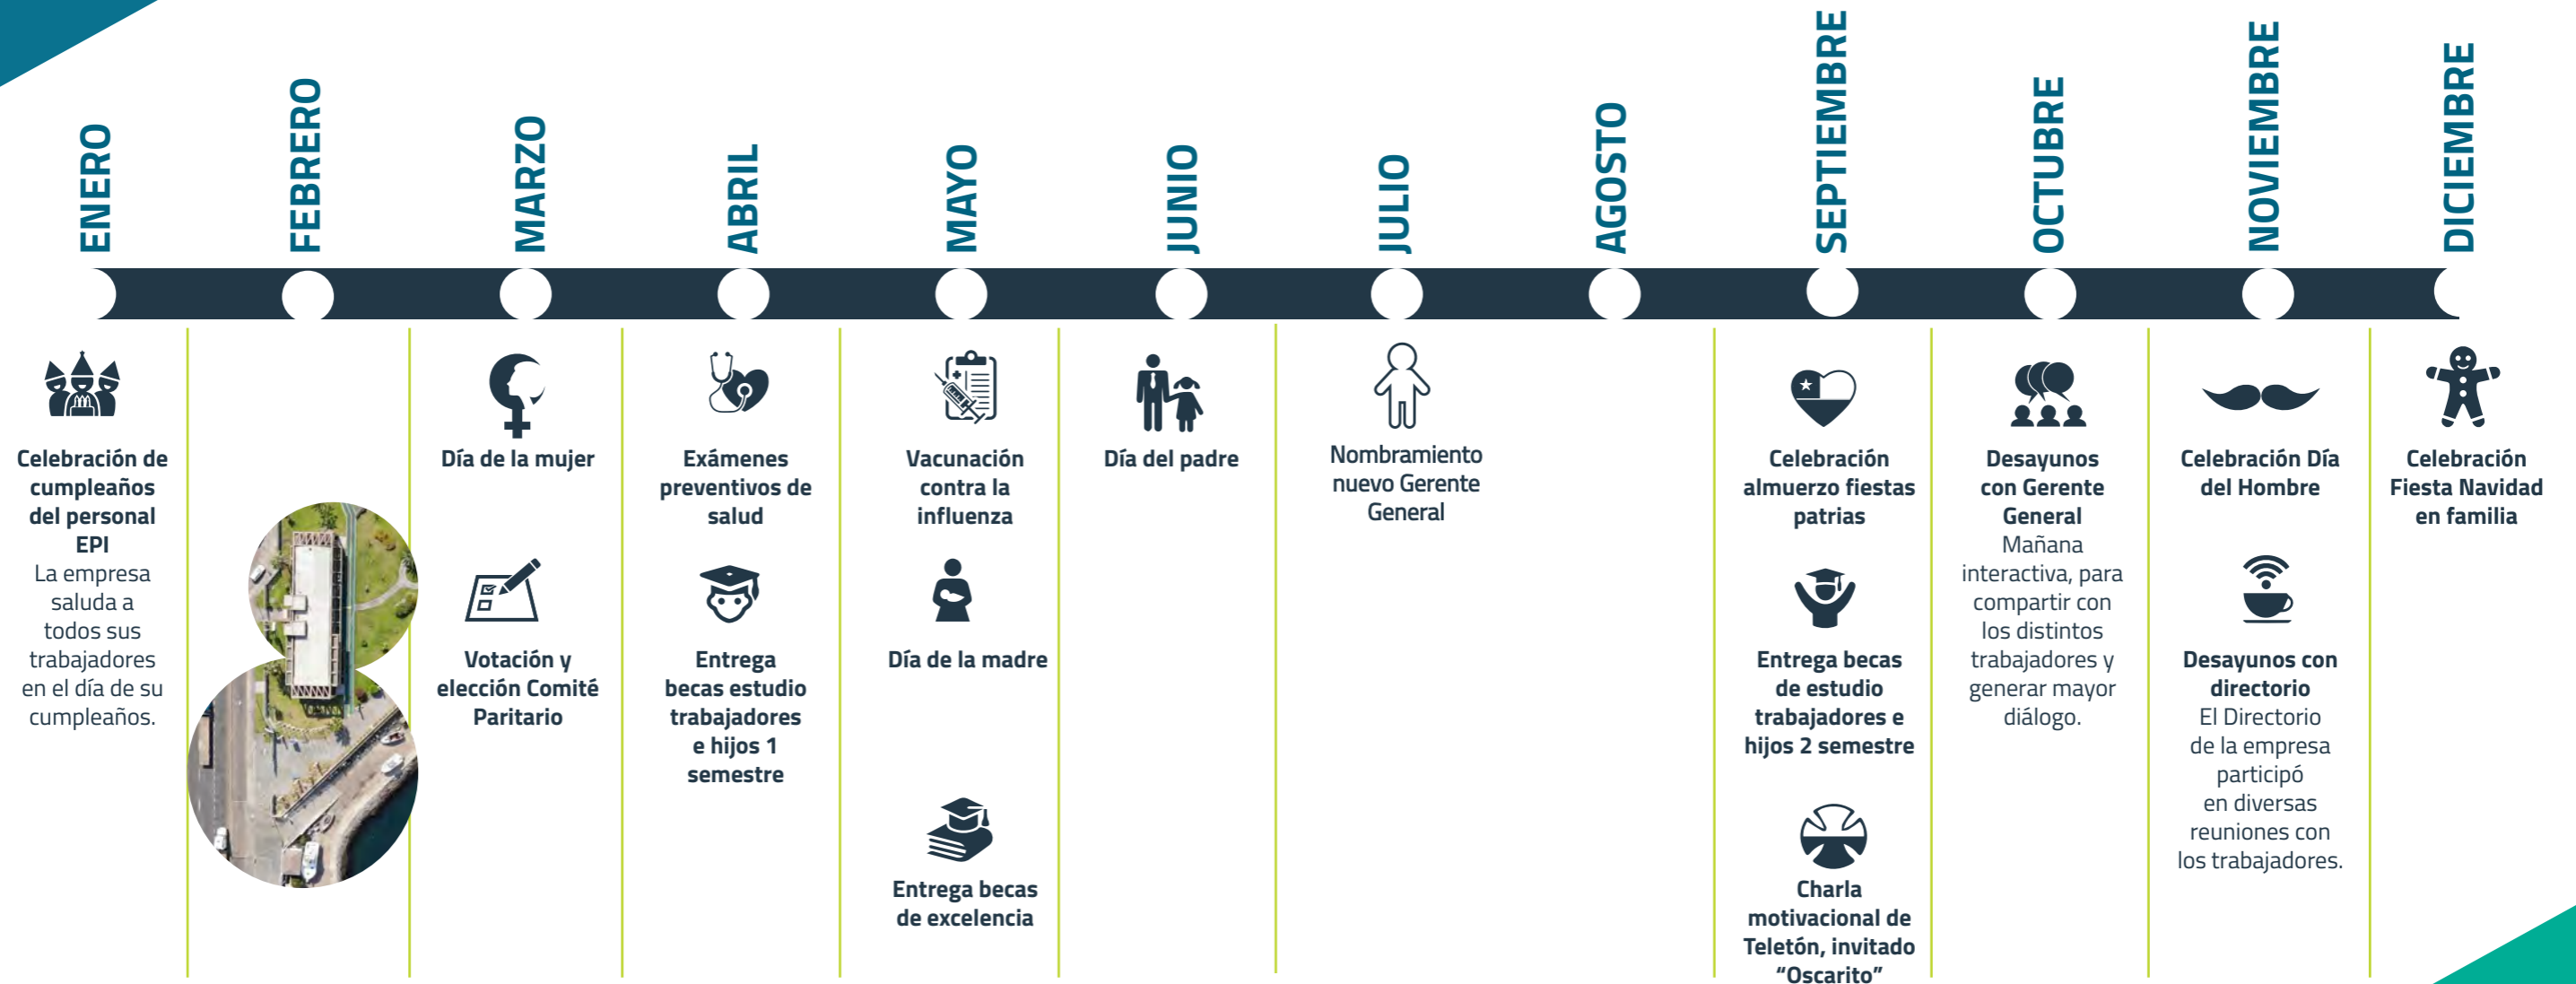 ENERO
FEBRERO
MARZO
ABRIL
MAYO
JUNIO
JULIO
AGOSTO
SEPTIEMBRE
OCTUBRE
NOVIEMBRE
DICIEMBRE
Celebración de
cumpleaños
del personal
EPI
La empresa
saluda a
todos sus
trabajadores
en el día de su
cumpleaños.
Día de la mujer
Votación y
elección Comité
Paritario
Exámenes
preventivos de
salud
Entrega
becas estudio
trabajadores
e hijos 1
semestre
Vacunación
contra la
influenza
Día de la madre
Entrega becas
de excelencia
Día del padre
Nombramiento
nuevo Gerente
General
Celebración
almuerzo fiestas
patrias
Entrega becas
de estudio
trabajadores e
hijos 2 semestre
Charla
motivacional de
Teletón, invitado
“Oscarito”
Desayunos
con Gerente
General
Mañana
interactiva, para
compartir con
los distintos
trabajadores y
generar mayor
diálogo.
Celebración Día
del Hombre
Desayunos con
directorio
El Directorio
de la empresa
participó
en diversas
reuniones con
los trabajadores.
Celebración
Fiesta Navidad
en familia